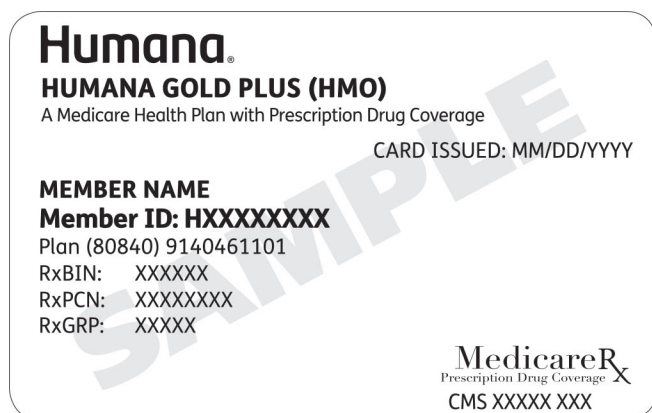 Humana®
HUMANA GOLD PLUS (HMO)
A Medicare Health Plan with Prescription Drug Coverage
CARD ISSUED: MM/DD/YYYY
MEMBER NAME
Member ID: HXXXXXXXX
Plan (80840) 9140461101
RxBIN: XXXXXX
RxPCN: XXXXXXXX
RxGRP: XXXXX
SAMPLE
MedicareRx
Prescription Drug Coverage
CMS XXXXX XXX